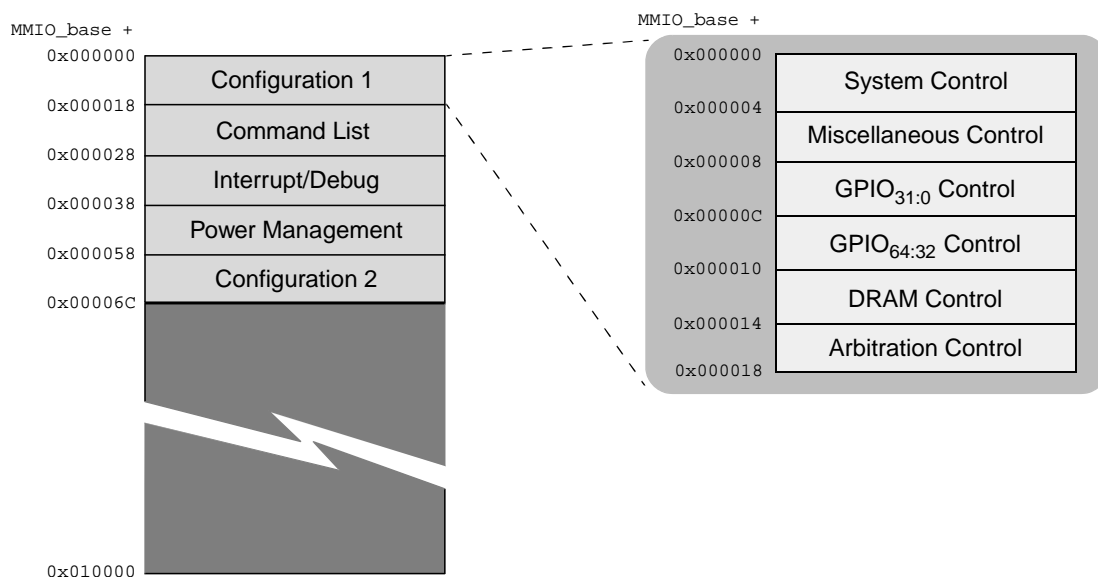 MMIO_base +
0x000000
Configuration 1
0x000018
Command List
0x000028
Interrupt/Debug
0x000038
Power Management
0x000058
Configuration 2
0x00006C
0x010000
MMIO_base +
0x000000
System Control
0x000004
Miscellaneous Control
0x000008
GPIO31:0 Control
0x00000C
GPIO64:32 Control
0x000010
DRAM Control
0x000014
Arbitration Control
0x000018